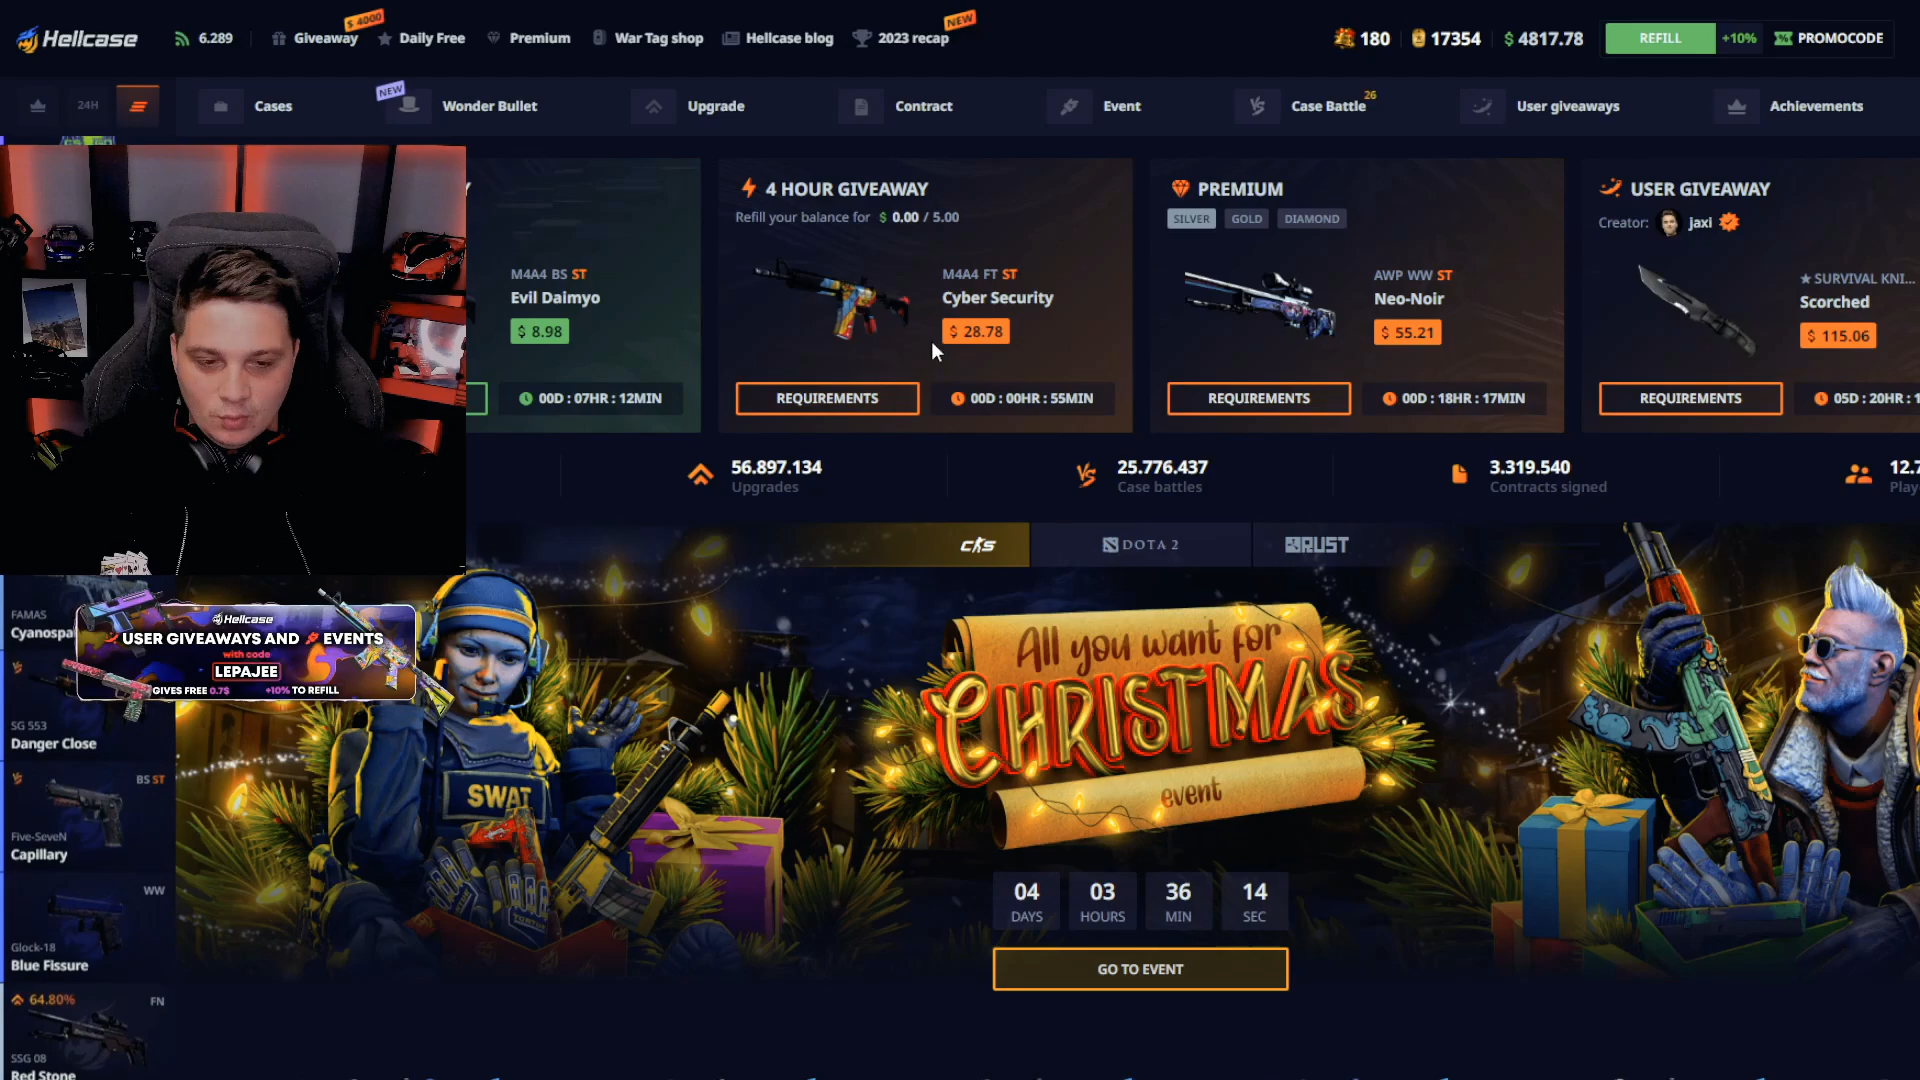 Hellcase
6.289
Giveaway
$ 4000
Daily Free
Premium
War Tag shop
Hellcase blog
2023 recap
NEW
180
17354
$ 4817.78
REFILL
+10%
PROMOCODE
24H
Cases
NEW
Wonder Bullet
Upgrade
Contract
Event
Case Battle
26
User giveaways
Achievements
M4A4 BS ST
Evil Daimyo
$ 8.98
00D : 07HR : 12MIN
4 HOUR GIVEAWAY
Refill your balance for $ 0.00 / 5.00
M4A4 FT ST
Cyber Security
$ 28.78
REQUIREMENTS
00D : 00HR : 55MIN
PREMIUM
SILVER
GOLD
DIAMOND
AWP WW ST
Neo-Noir
$ 55.21
REQUIREMENTS
00D : 18HR : 17MIN
USER GIVEAWAY
Creator: jaxi
★ SURVIVAL KNI...
Scorched
$ 115.06
REQUIREMENTS
05D : 20HR : 1
56.897.134
Upgrades
25.776.437
Case battles
3.319.540
Contracts signed
12.7
Play
CS
DOTA 2
RUST
FAMAS
Cyanospa
Hellcase
USER GIVEAWAYS AND EVENTS
with code
LEPAJEE
GIVES FREE 0.7$ +10% TO REFILL
SG 553
Danger Close
BS ST
Five-SeveN
Capillary
WW
Glock-18
Blue Fissure
64.80%
FN
SSG 08
Red Stone
SWAT
All you want for
CHRISTMAS
event
04
DAYS
03
HOURS
36
MIN
14
SEC
GO TO EVENT